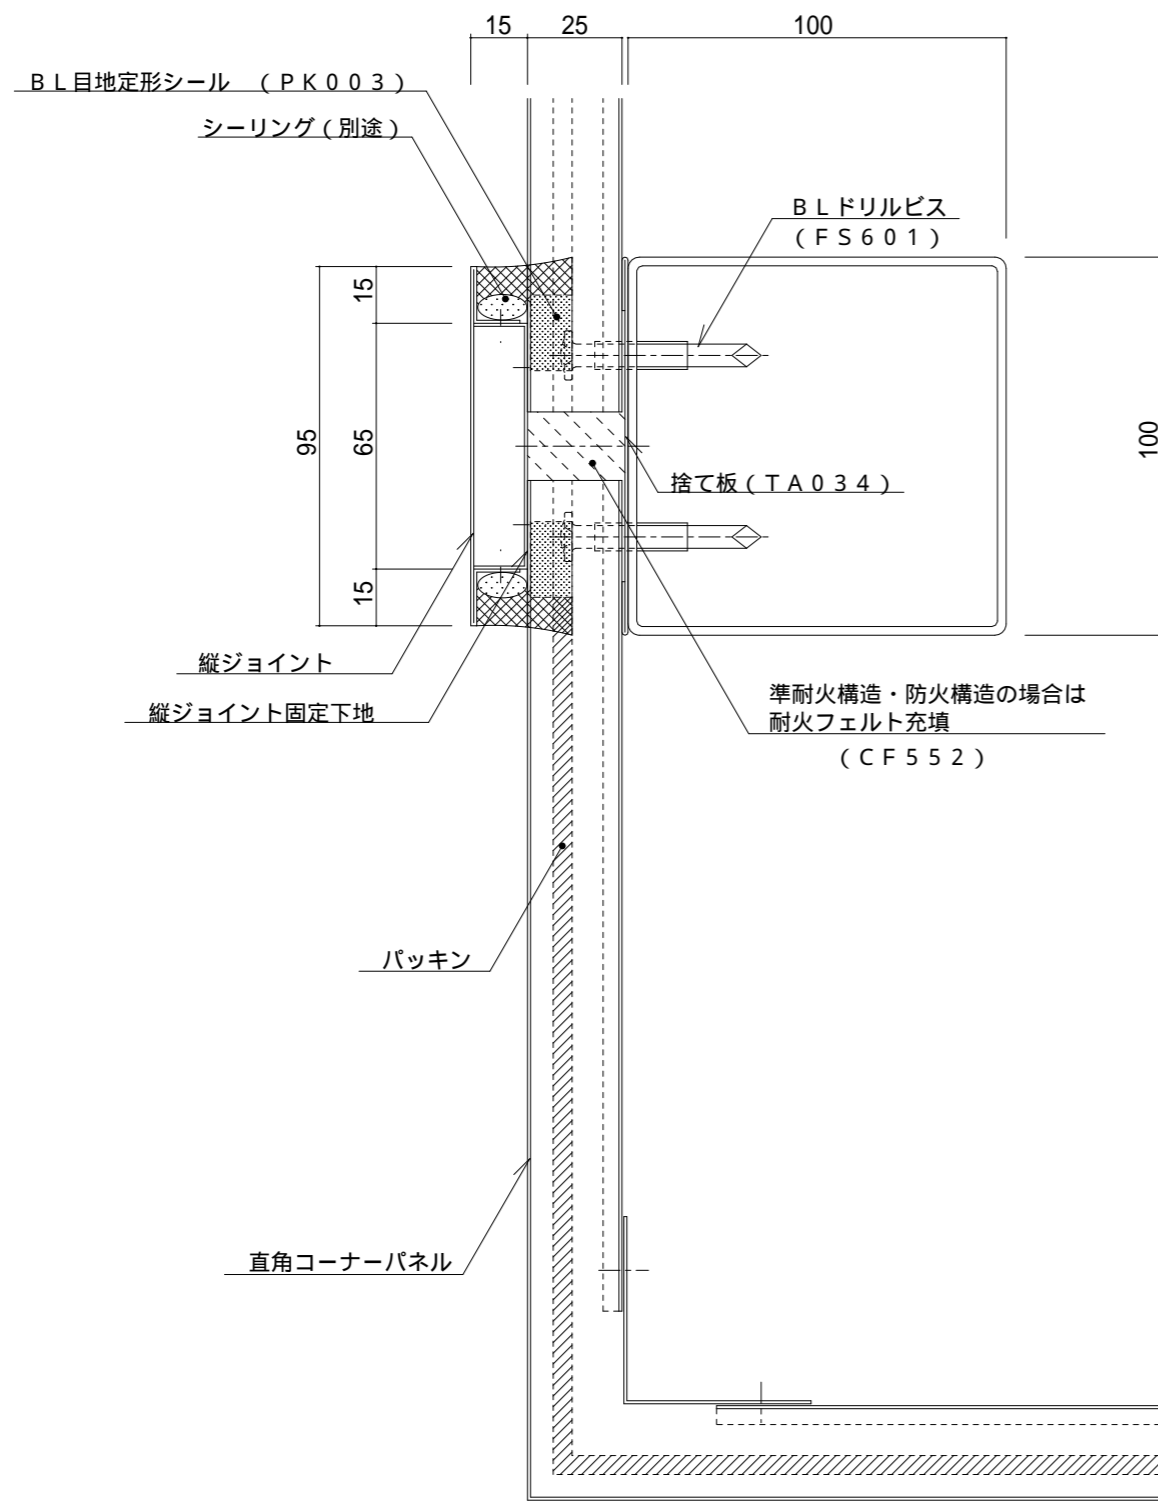 15 25 100
ＢＬ目地定形シール　（ＰＫ００３）
シーリング（別途）
ＢＬドリルビス
（ＦＳ６０１）
15
95 65 100
捨て板（ＴＡ０３４）
15
縦ジョイント
縦ジョイント固定下地
準耐火構造・防火構造の場合は
耐火フェルト充填
（ＣＦ５５２）
パッキン
直角コーナーパネル